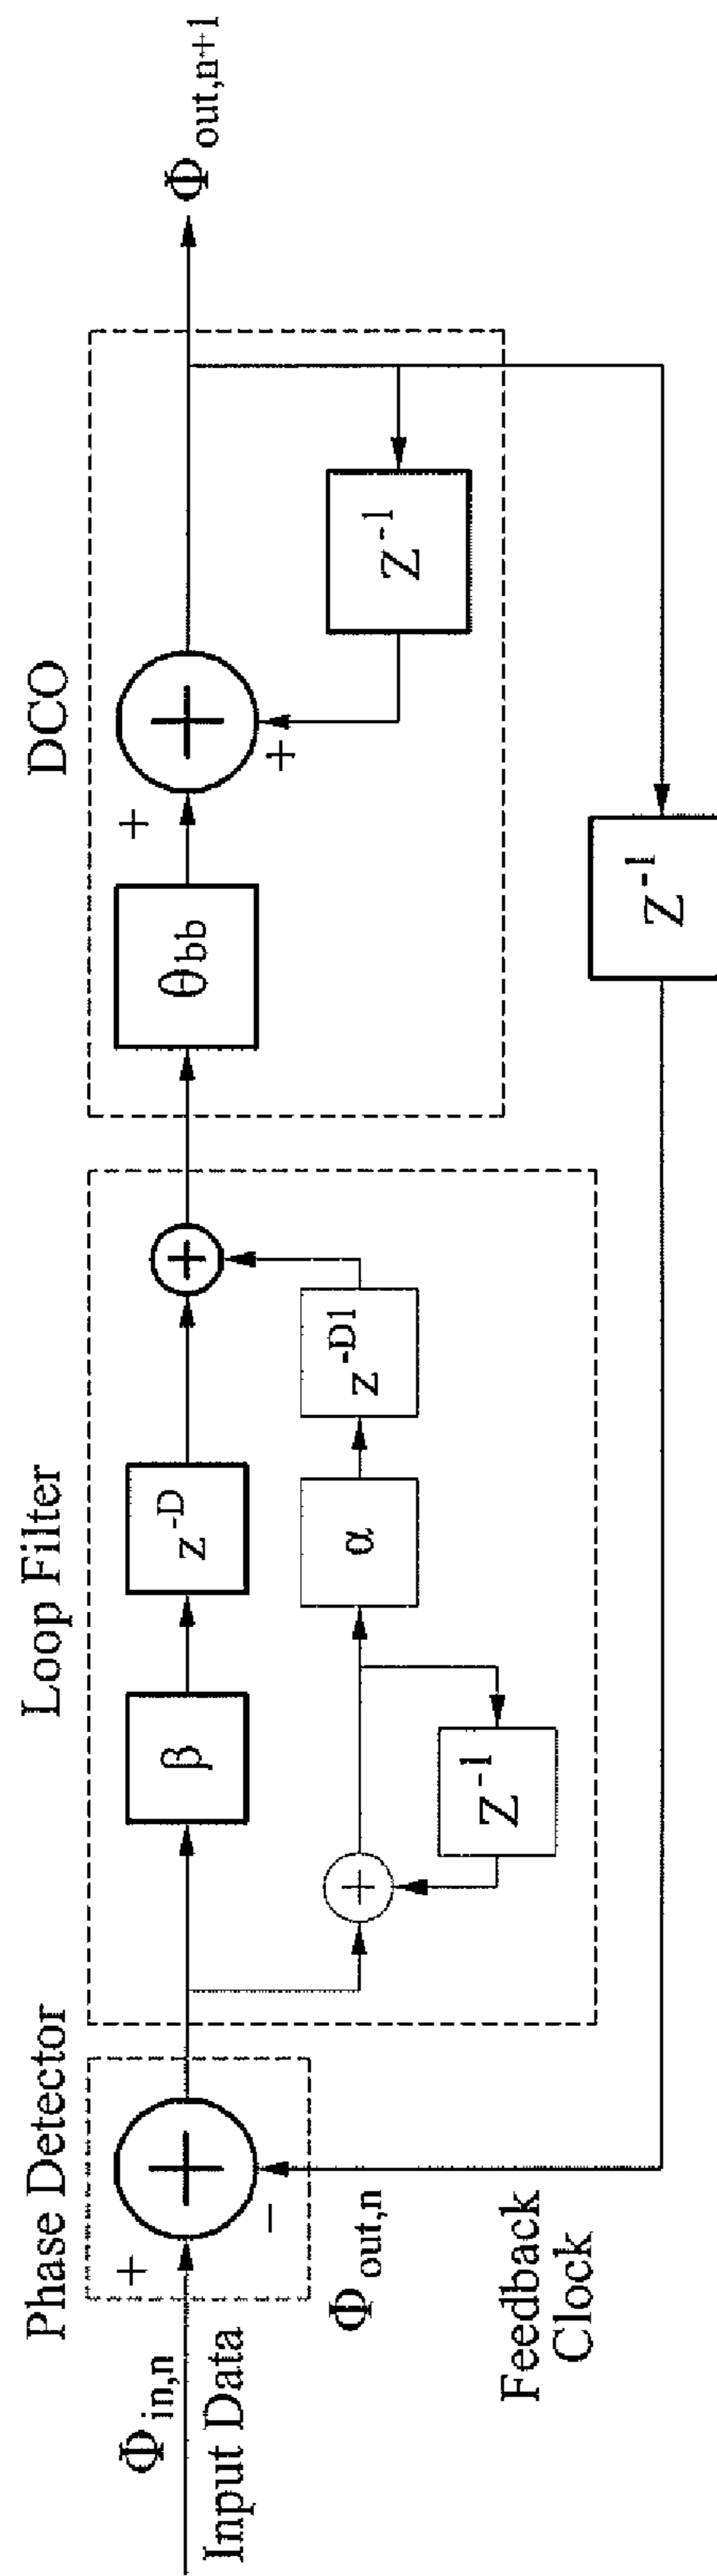 Phase Detector
Loop Filter
DCO
Φin,n
Input Data
+
+
-
Φout,n
β
z-D
+
+
Z-1
α
z-D1
θbb
+
+
+
Z-1
Φout,n+1
Feedback
Clock
Z-1